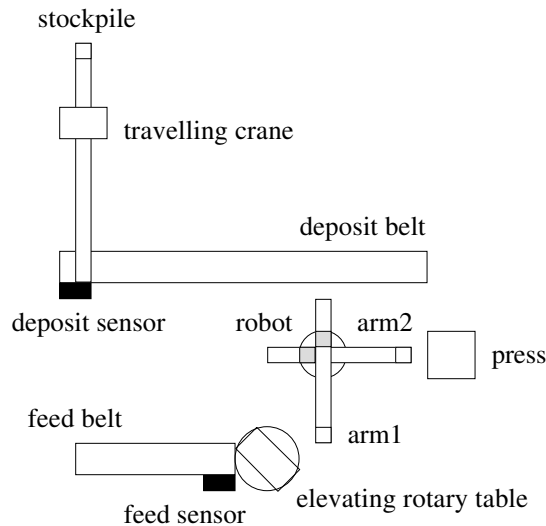 stockpile
travelling crane
deposit belt
deposit sensor
robot
arm2
press
feed belt
arm1
feed sensor
elevating rotary table